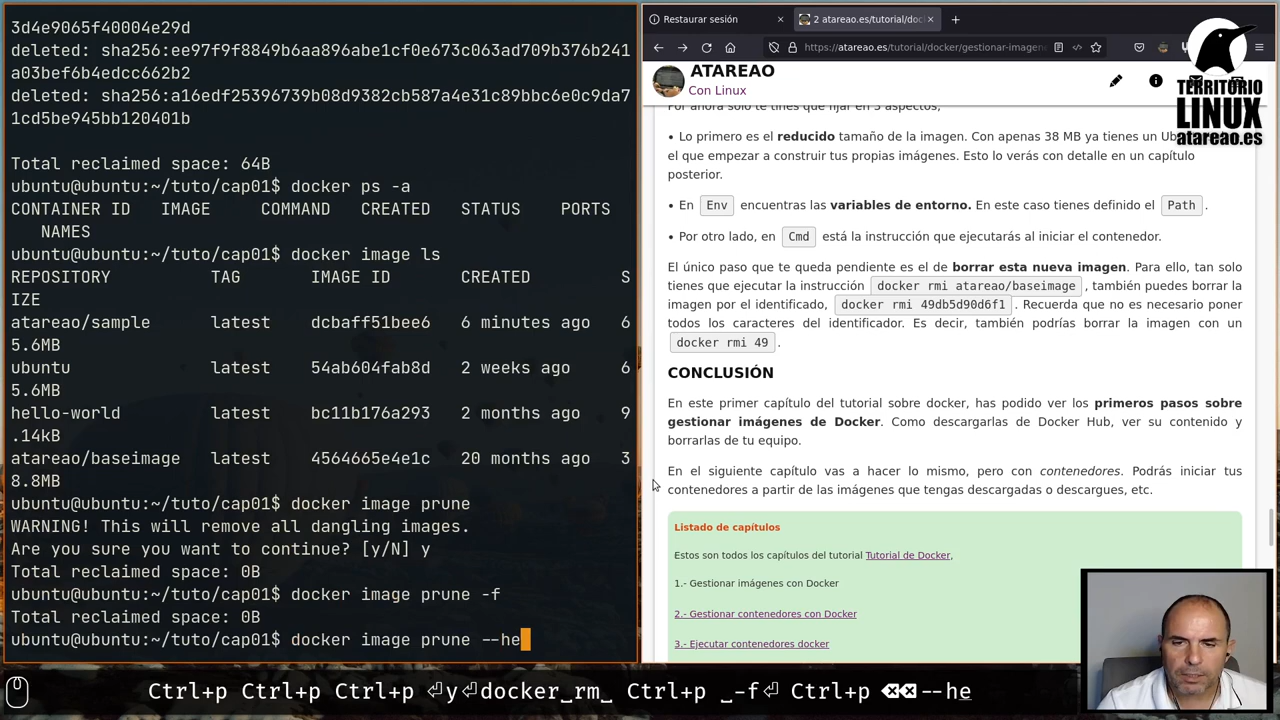 3d4e9065f40004e29d
deleted: sha256:ee97f9f8849b6aa896abe1cf0e673c063ad709b376b241
a03bef6b4edcc662b2
deleted: sha256:a16edf25396739b08d9382cb587a4e31c89bbc6e0c9da7
1cd5be945bb120401b
Total reclaimed space: 64B
ubuntu@ubuntu:~/tuto/cap01$ docker ps -a
CONTAINER ID   IMAGE     COMMAND   CREATED   STATUS    PORTS
NAMES
ubuntu@ubuntu:~/tuto/cap01$ docker image ls
REPOSITORY          TAG       IMAGE ID       CREATED         S
IZE
atareao/sample      latest    dcbaff51bee6   6 minutes ago   6
5.6MB
ubuntu              latest    54ab604fab8d   2 weeks ago     6
5.6MB
hello-world         latest    bc11b176a293   2 months ago    9
.14kB
atareao/baseimage   latest    4564665e4e1c   20 months ago   3
8.8MB
ubuntu@ubuntu:~/tuto/cap01$ docker image prune
WARNING! This will remove all dangling images.
Are you sure you want to continue? [y/N] y
Total reclaimed space: 0B
ubuntu@ubuntu:~/tuto/cap01$ docker image prune -f
Total reclaimed space: 0B
ubuntu@ubuntu:~/tuto/cap01$ docker image prune --he
Restaurar sesión
2 atareao.es/tutorial/doc
https://atareao.es/tutorial/docker/gestionar-imagen
ATAREAO
Con Linux
TERRITORIO
LINUX
atareao.es
Por ahora solo te tines que fijar en 3 aspectos,
• Lo primero es el reducido tamaño de la imagen. Con apenas 38 MB ya tienes un Ubu
el que empezar a construir tus propias imágenes. Esto lo verás con detalle en un capítulo
posterior.
• En Env encuentras las variables de entorno. En este caso tienes definido el Path .
• Por otro lado, en Cmd está la instrucción que ejecutarás al iniciar el contenedor.
El único paso que te queda pendiente es el de borrar esta nueva imagen. Para ello, tan solo
tienes que ejecutar la instrucción docker rmi atareao/baseimage , también puedes borrar la
imagen por el identificado, docker rmi 49db5d90d6f1 . Recuerda que no es necesario poner
todos los caracteres del identificador. Es decir, también podrías borrar la imagen con un
docker rmi 49 .
CONCLUSIÓN
En este primer capítulo del tutorial sobre docker, has podido ver los primeros pasos sobre
gestionar imágenes de Docker. Como descargarlas de Docker Hub, ver su contenido y
borrarlas de tu equipo.
En el siguiente capítulo vas a hacer lo mismo, pero con contenedores. Podrás iniciar tus
contenedores a partir de las imágenes que tengas descargadas o descargues, etc.
Listado de capítulos
Estos son todos los capítulos del tutorial Tutorial de Docker,
1.- Gestionar imágenes con Docker
2.- Gestionar contenedores con Docker
3.- Ejecutar contenedores docker
Ctrl+p Ctrl+p Ctrl+p ⏎y⏎docker␣rm␣ Ctrl+p ␣-f⏎ Ctrl+p ⌫⌫--he